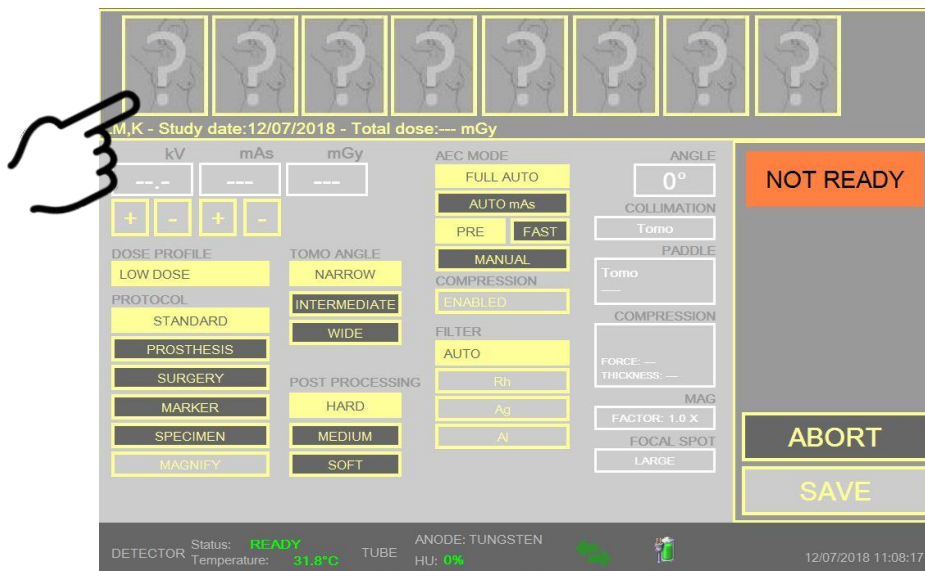 ? ? ? ? ? ? ? ?
M,K - Study date:12/07/2018 - Total dose:--- mGy
kV mAs mGy
--.- --- ---
+ - + -
DOSE PROFILE
LOW DOSE
PROTOCOL
STANDARD
PROSTHESIS
SURGERY
MARKER
SPECIMEN
MAGNIFY
TOMO ANGLE
NARROW
INTERMEDIATE
WIDE
POST PROCESSING
HARD
MEDIUM
SOFT
AEC MODE
FULL AUTO
AUTO mAs
PRE FAST
MANUAL
COMPRESSION
ENABLED
FILTER
AUTO
Rh
Ag
Al
ANGLE
0°
COLLIMATION
Tomo
PADDLE
Tomo
---
COMPRESSION
FORCE: ---
THICKNESS: ---
MAG
FACTOR: 1.0 X
FOCAL SPOT
LARGE
NOT READY
ABORT
SAVE
DETECTOR
Status: READY
Temperature: 31.8°C
TUBE
ANODE: TUNGSTEN
HU: 0%
12/07/2018 11:08:17